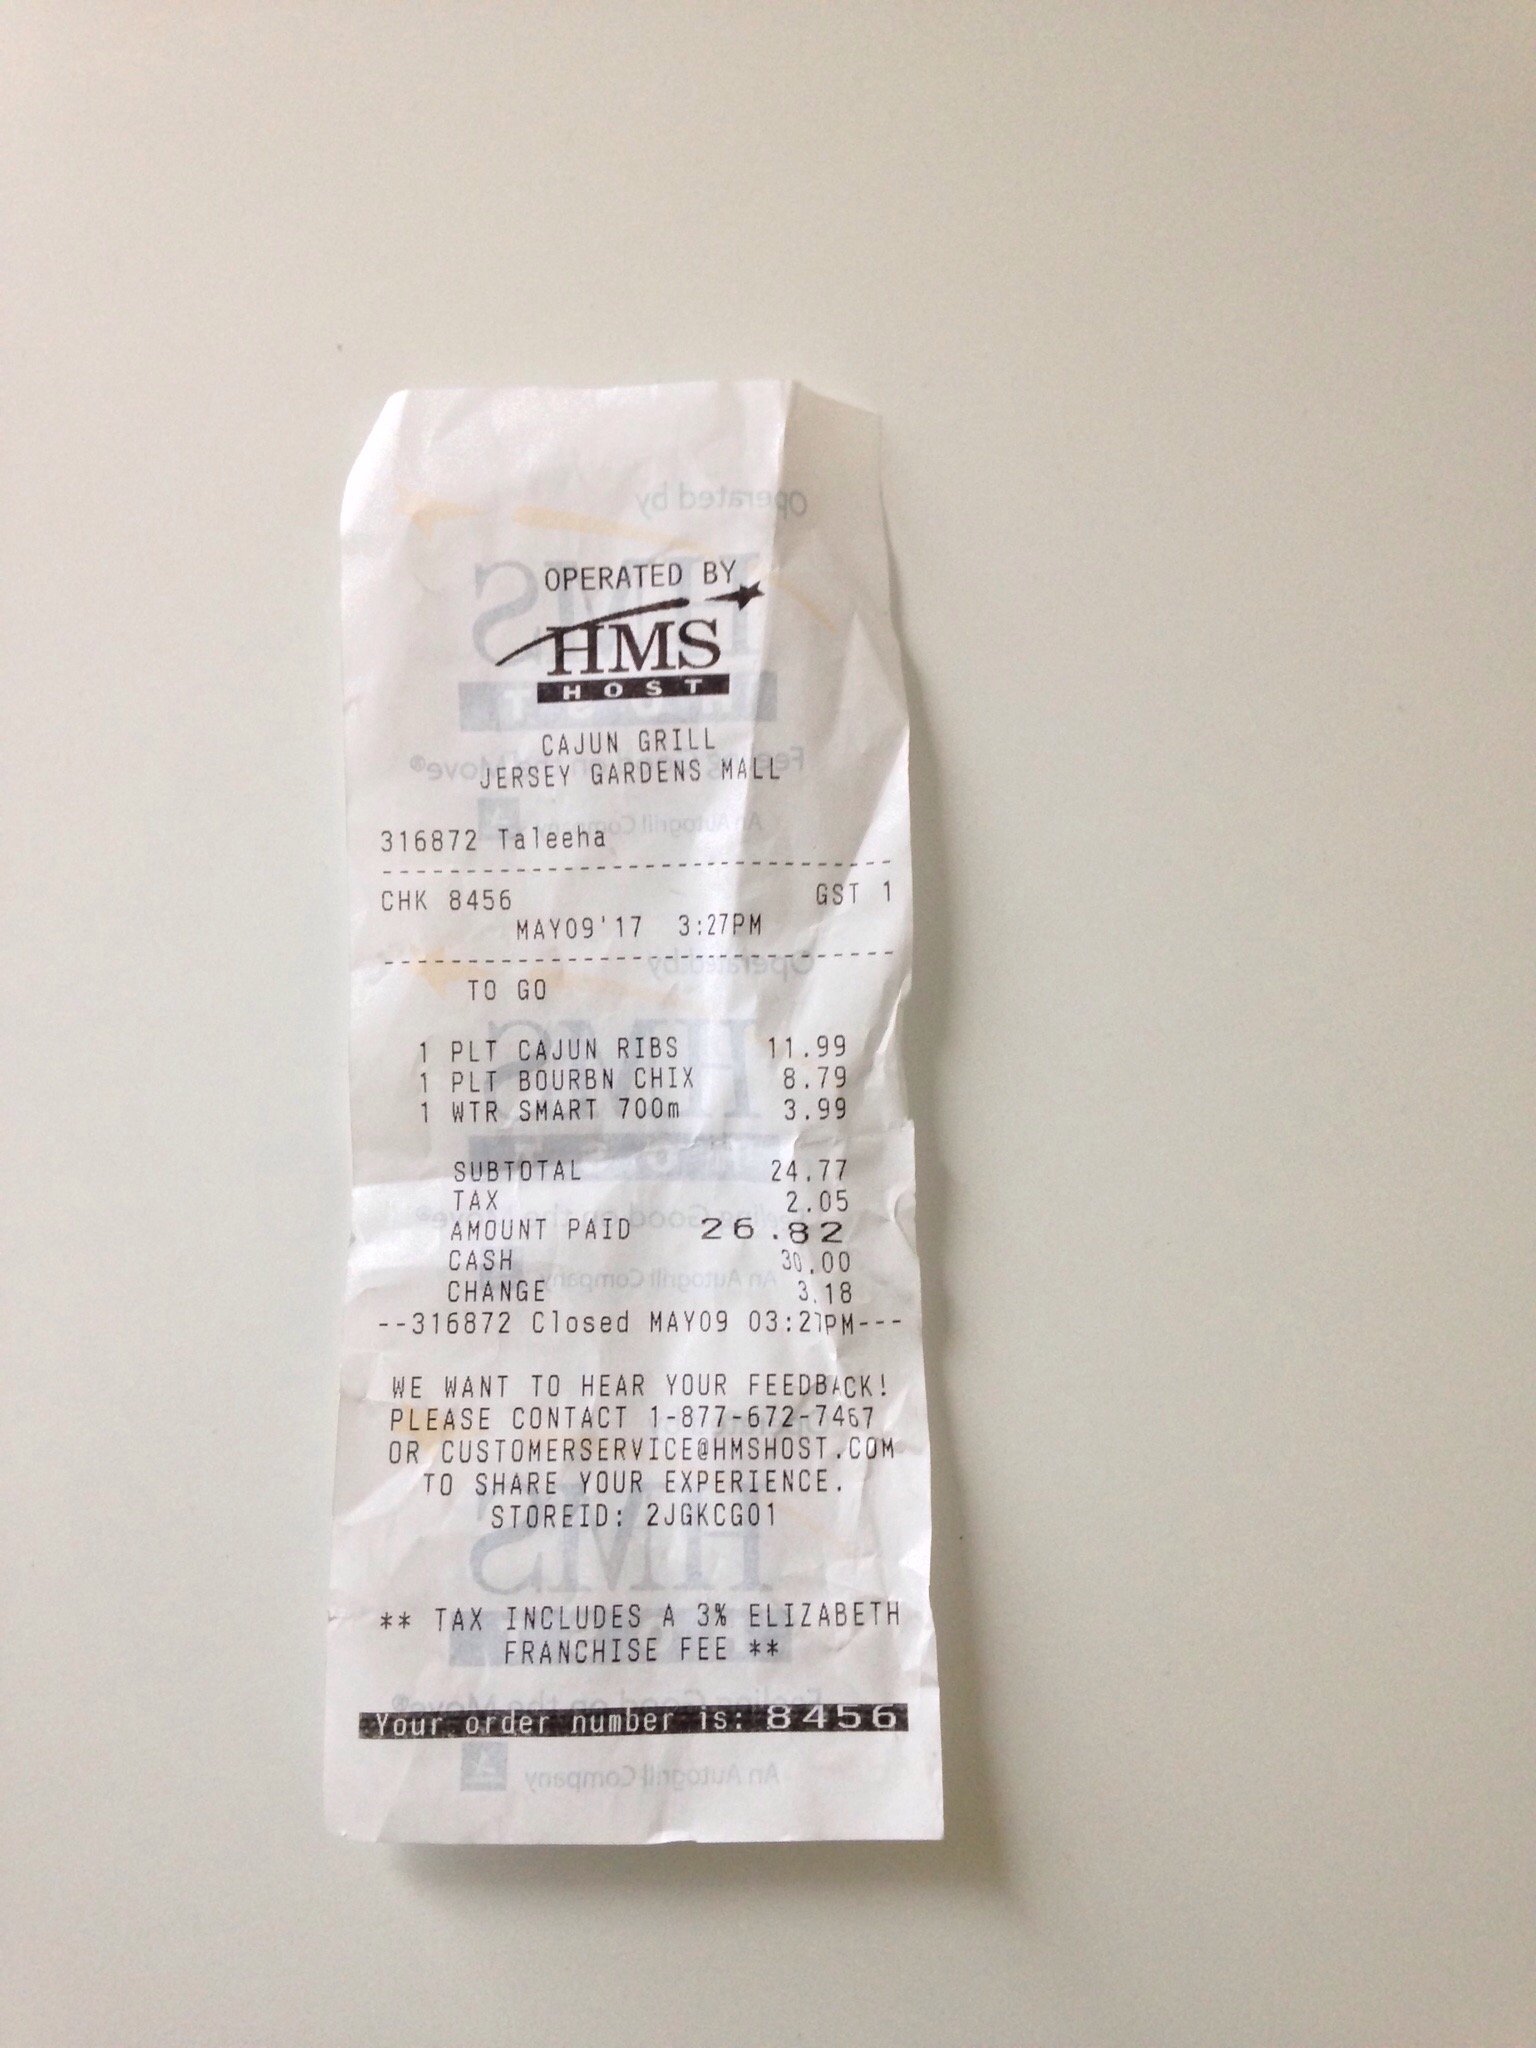 OPERATED BY
HMS
HOST
CAJUN GRILL
JERSEY GARDENS MALL
316872 Taleeha
--------------------------------
CHK 8456 GST 1
MAY09'17 3:27PM
--------------------------------
TO GO
1 PLT CAJUN RIBS 11.99
1 PLT BOURBN CHIX 8.79
1 WTR SMART 700m 3.99
SUBTOTAL 24.77
TAX 2.05
AMOUNT PAID 26.82
CASH 30.00
CHANGE 3.18
--316872 Closed MAY09 03:27PM---
WE WANT TO HEAR YOUR FEEDBACK!
PLEASE CONTACT 1-877-672-7467
OR CUSTOMERSERVICE@HMSHOST.COM
TO SHARE YOUR EXPERIENCE.
STOREID: 2JGKCG01
** TAX INCLUDES A 3% ELIZABETH
FRANCHISE FEE **
Your order number is: 8456